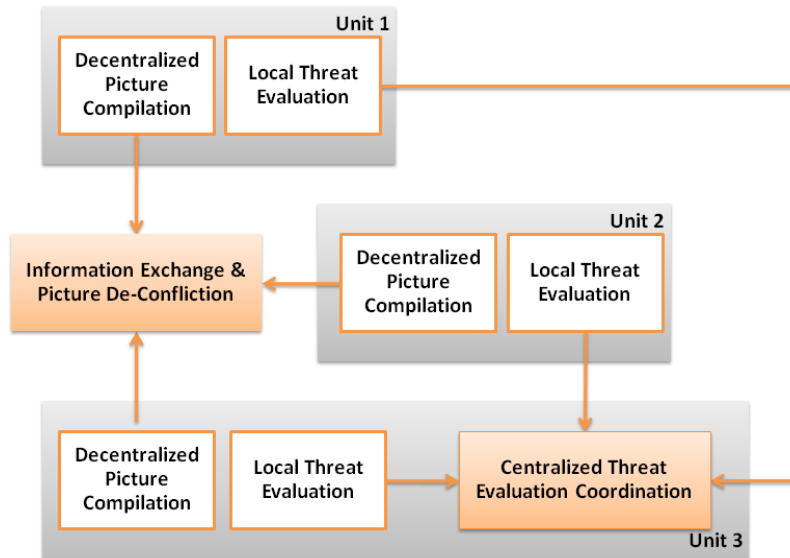 Unit 1
Decentralized
Picture
Compilation
Local Threat
Evaluation
Unit 2
Information Exchange &
Picture De-Confliction
Decentralized
Picture
Compilation
Local Threat
Evaluation
Decentralized
Picture
Compilation
Local Threat
Evaluation
Centralized Threat
Evaluation Coordination
Unit 3